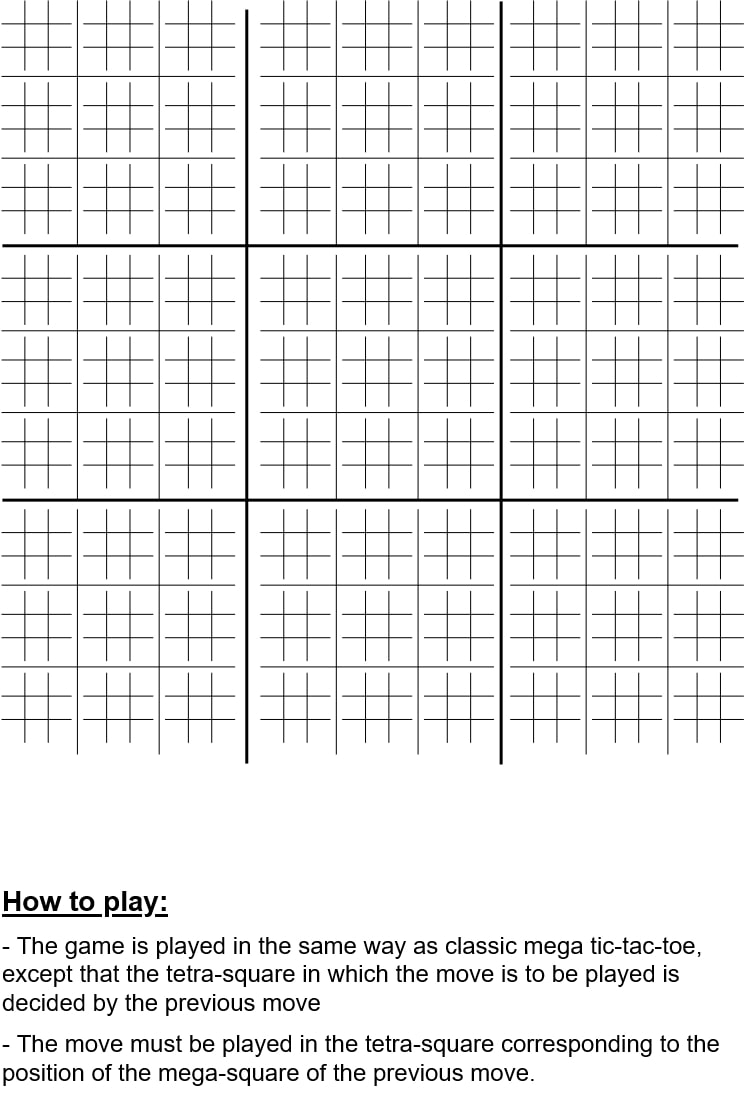 How to play:
- The game is played in the same way as classic mega tic-tac-toe,
except that the tetra-square in which the move is to be played is
decided by the previous move
- The move must be played in the tetra-square corresponding to the
position of the mega-square of the previous move.